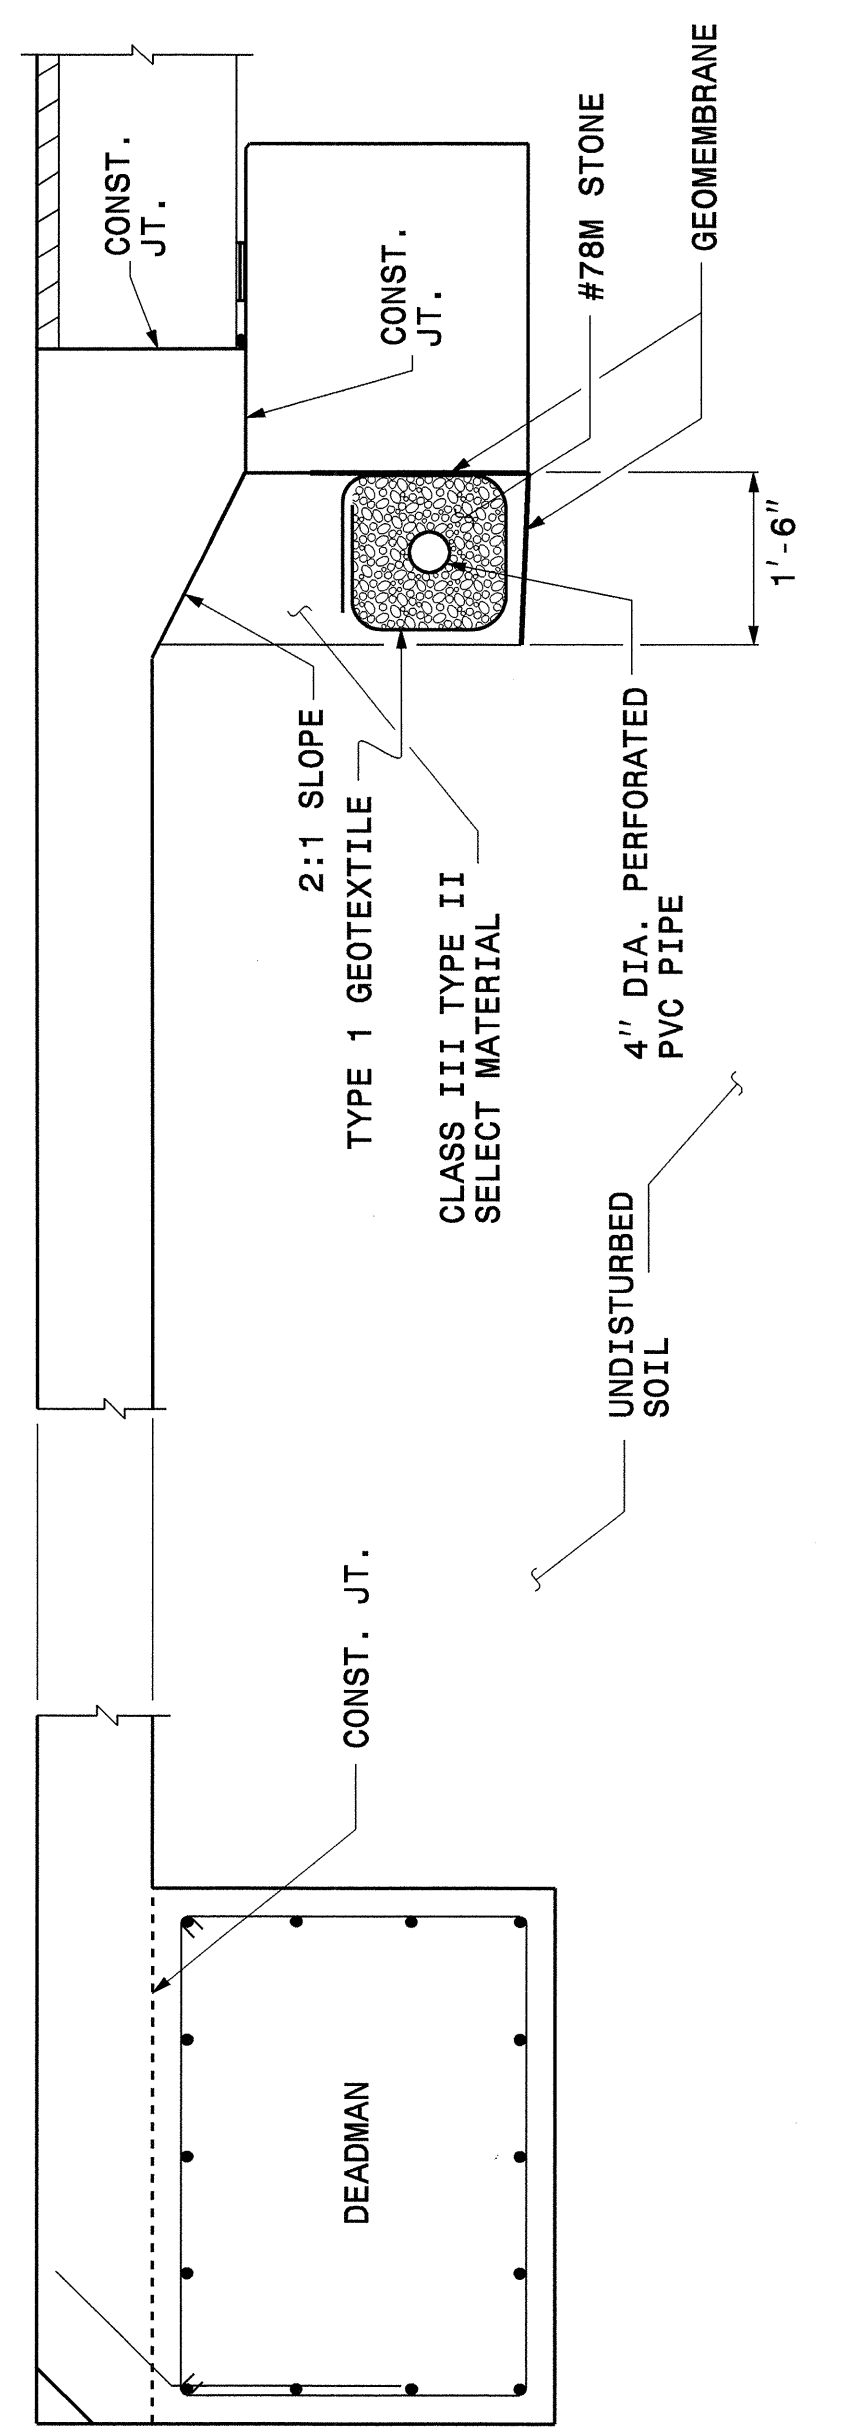 CONST.
JT.
CONST.
JT.
#78M STONE
GEOMEMBRANE
1'-6"
2:1 SLOPE
TYPE 1 GEOTEXTILE
CLASS III TYPE II
SELECT MATERIAL
4" DIA. PERFORATED
PVC PIPE
UNDISTURBED
SOIL
CONST. JT.
DEADMAN